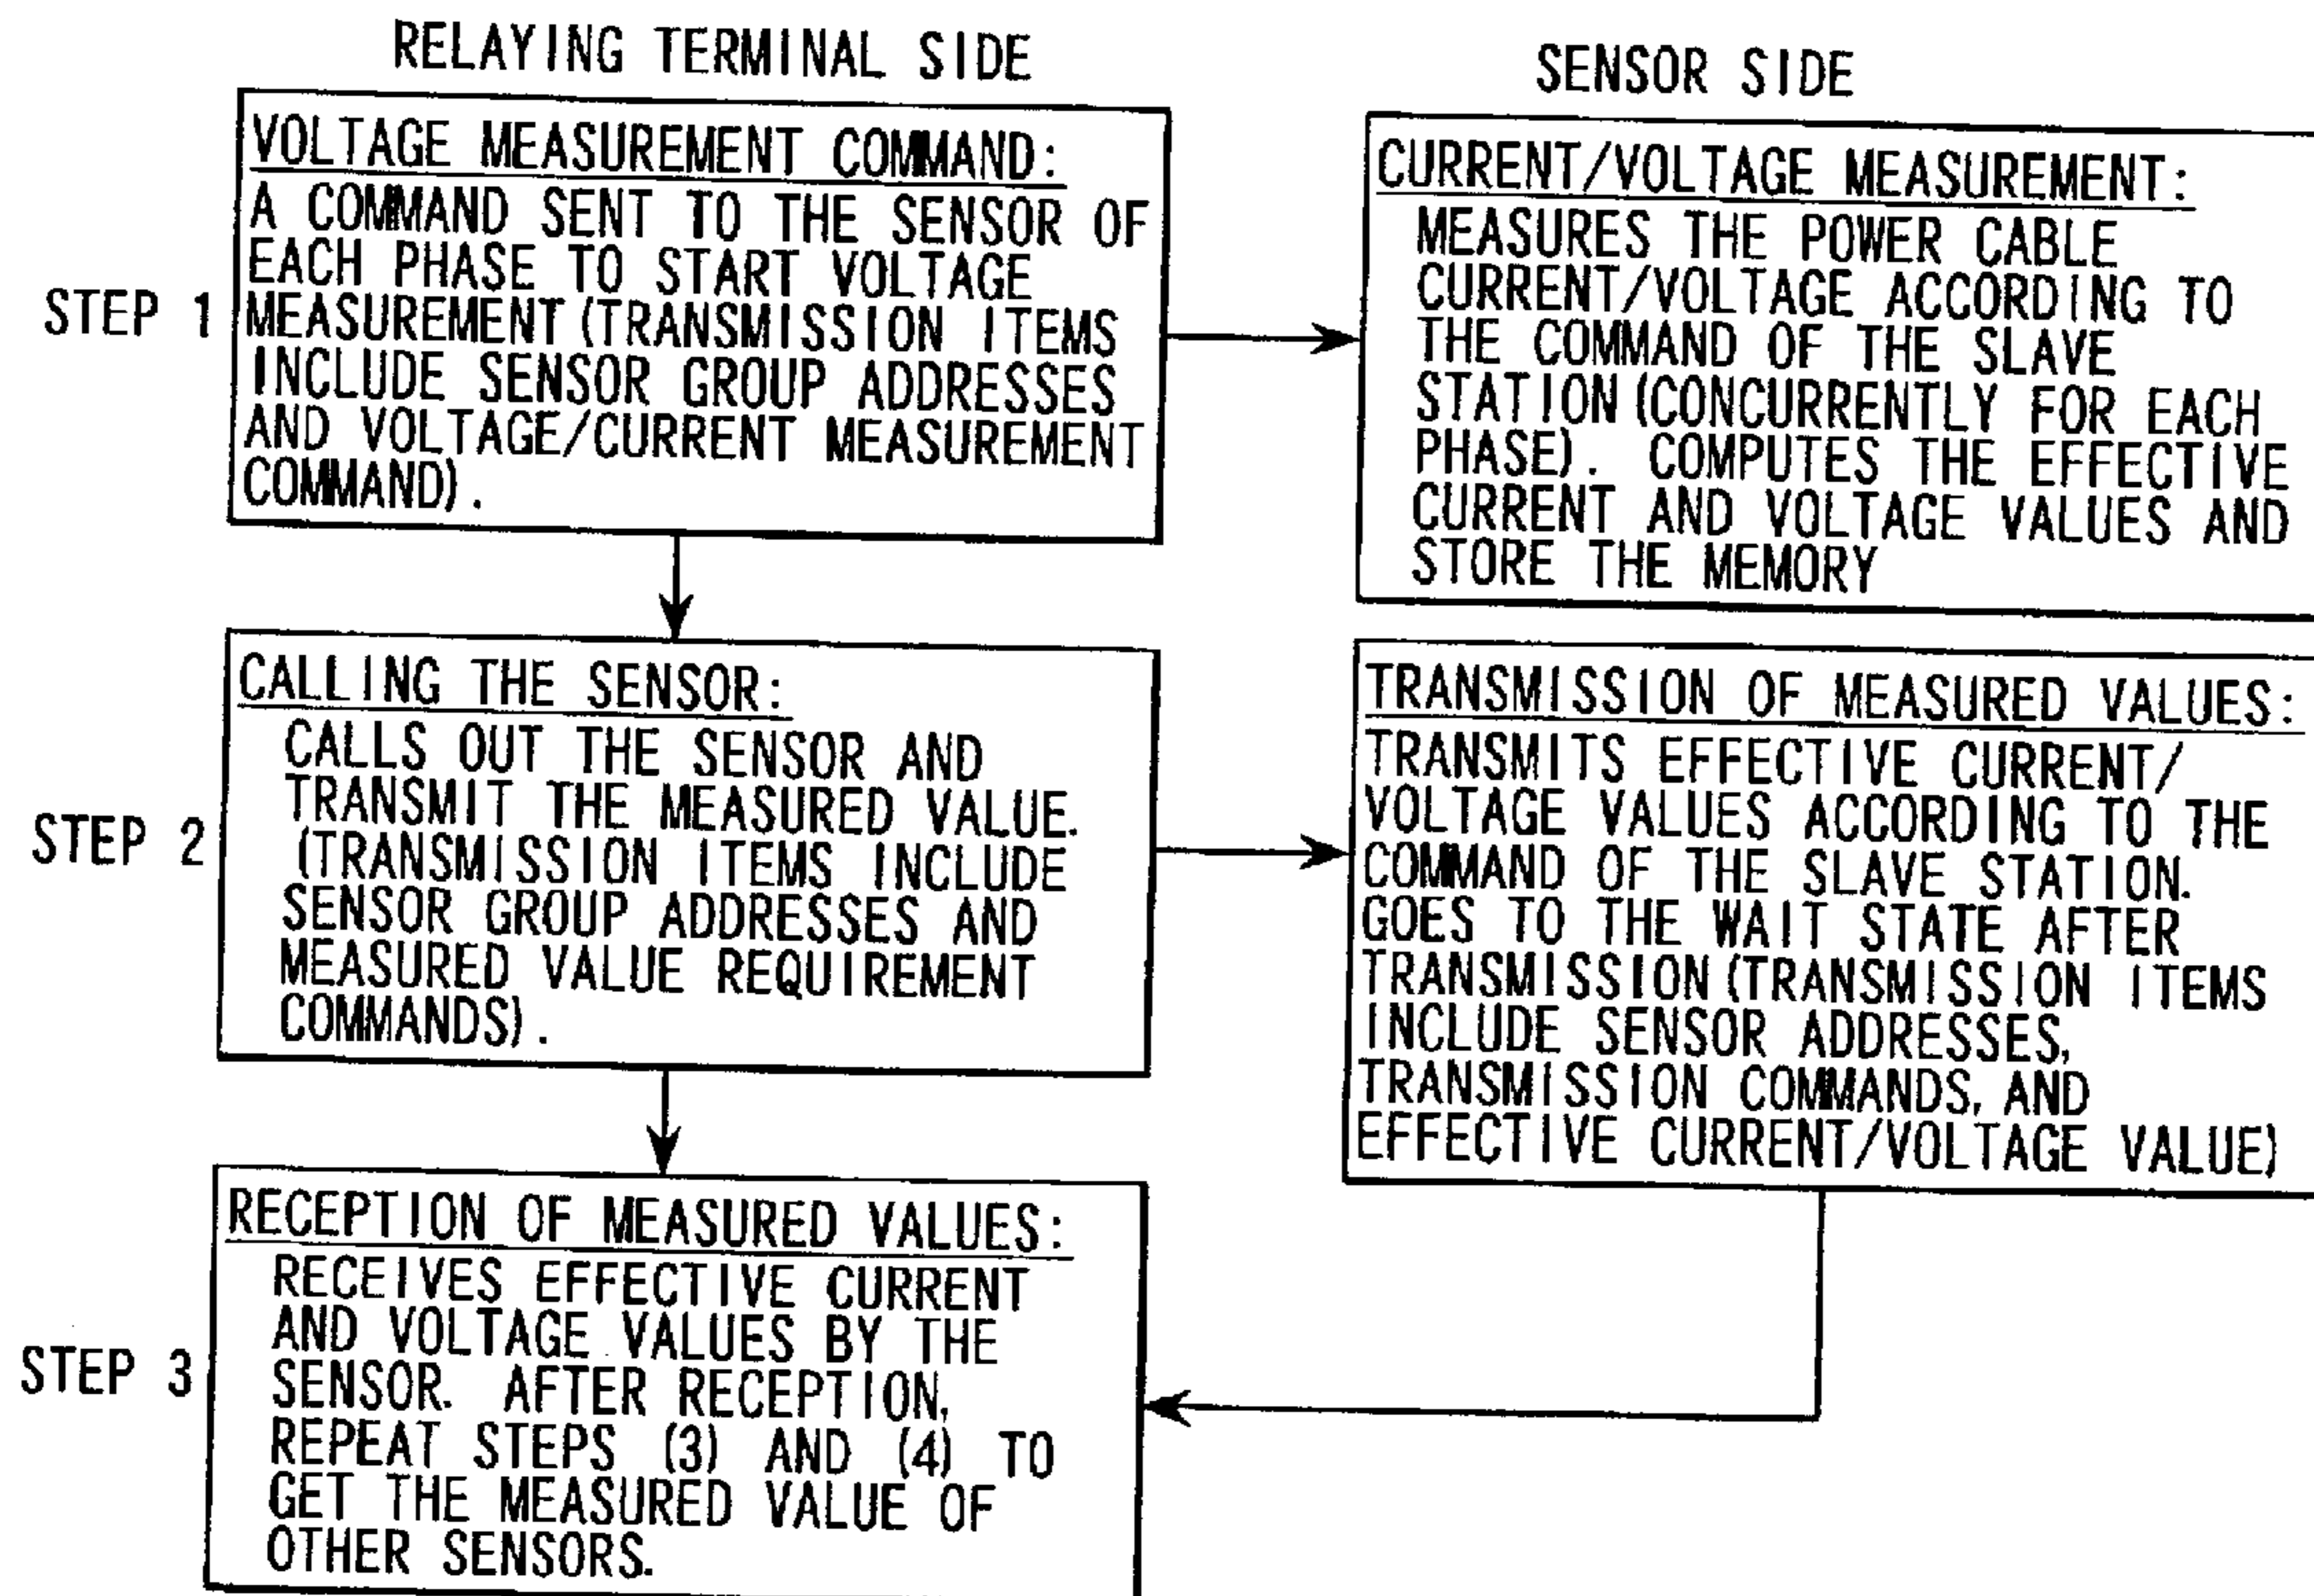 RELAYING TERMINAL SIDE
SENSOR SIDE
STEP 1
VOLTAGE MEASUREMENT COMMAND:
A COMMAND SENT TO THE SENSOR OF
EACH PHASE TO START VOLTAGE
MEASUREMENT (TRANSMISSION ITEMS
INCLUDE SENSOR GROUP ADDRESSES
AND VOLTAGE/CURRENT MEASUREMENT
COMMAND).
CURRENT/VOLTAGE MEASUREMENT:
MEASURES THE POWER CABLE
CURRENT/VOLTAGE ACCORDING TO
THE COMMAND OF THE SLAVE
STATION (CONCURRENTLY FOR EACH
PHASE). COMPUTES THE EFFECTIVE
CURRENT AND VOLTAGE VALUES AND
STORE THE MEMORY
STEP 2
CALLING THE SENSOR:
CALLS OUT THE SENSOR AND
TRANSMIT THE MEASURED VALUE.
(TRANSMISSION ITEMS INCLUDE
SENSOR GROUP ADDRESSES AND
MEASURED VALUE REQUIREMENT
COMMANDS).
TRANSMISSION OF MEASURED VALUES:
TRANSMITS EFFECTIVE CURRENT/
VOLTAGE VALUES ACCORDING TO THE
COMMAND OF THE SLAVE STATION.
GOES TO THE WAIT STATE AFTER
TRANSMISSION (TRANSMISSION ITEMS
INCLUDE SENSOR ADDRESSES,
TRANSMISSION COMMANDS, AND
EFFECTIVE CURRENT/VOLTAGE VALUE)
STEP 3
RECEPTION OF MEASURED VALUES:
RECEIVES EFFECTIVE CURRENT
AND VOLTAGE VALUES BY THE
SENSOR. AFTER RECEPTION,
REPEAT STEPS (3) AND (4) TO
GET THE MEASURED VALUE OF
OTHER SENSORS.